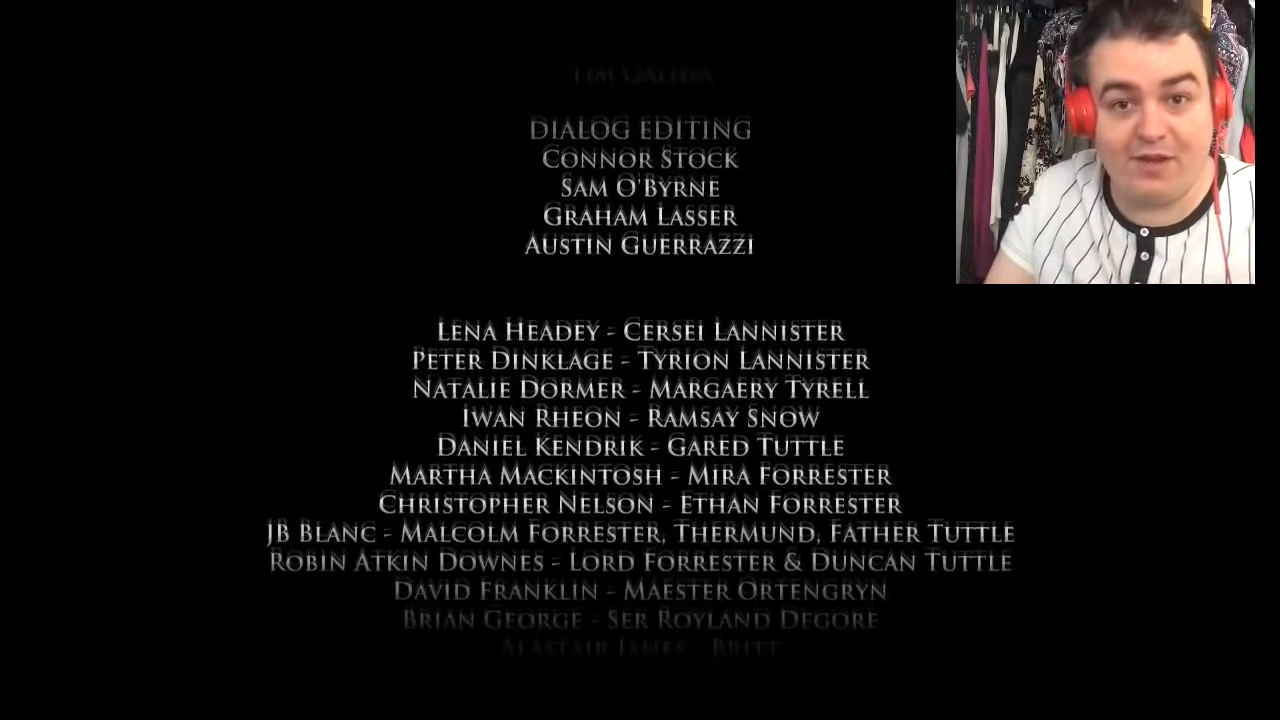 DIALOG EDITING
CONNOR STOCK
SAM O'BYRNE
GRAHAM LASSER
AUSTIN GUERRAZZI
LENA HEADEY - CERSEI LANNISTER
PETER DINKLAGE - TYRION LANNISTER
NATALIE DORMER - MARGAERY TYRELL
IWAN RHEON - RAMSAY SNOW
DANIEL KENDRIK - GARED TUTTLE
MARTHA MACKINTOSH - MIRA FORRESTER
CHRISTOPHER NELSON - ETHAN FORRESTER
JB BLANC - MALCOLM FORRESTER, THERMUND, FATHER TUTTLE
ROBIN ATKIN DOWNES - LORD FORRESTER & DUNCAN TUTTLE
DAVID FRANKLIN - MAESTER ORTENGRYN
BRIAN GEORGE - SER ROYLAND DEGORE
ALASTAIR JAMES - BRITT